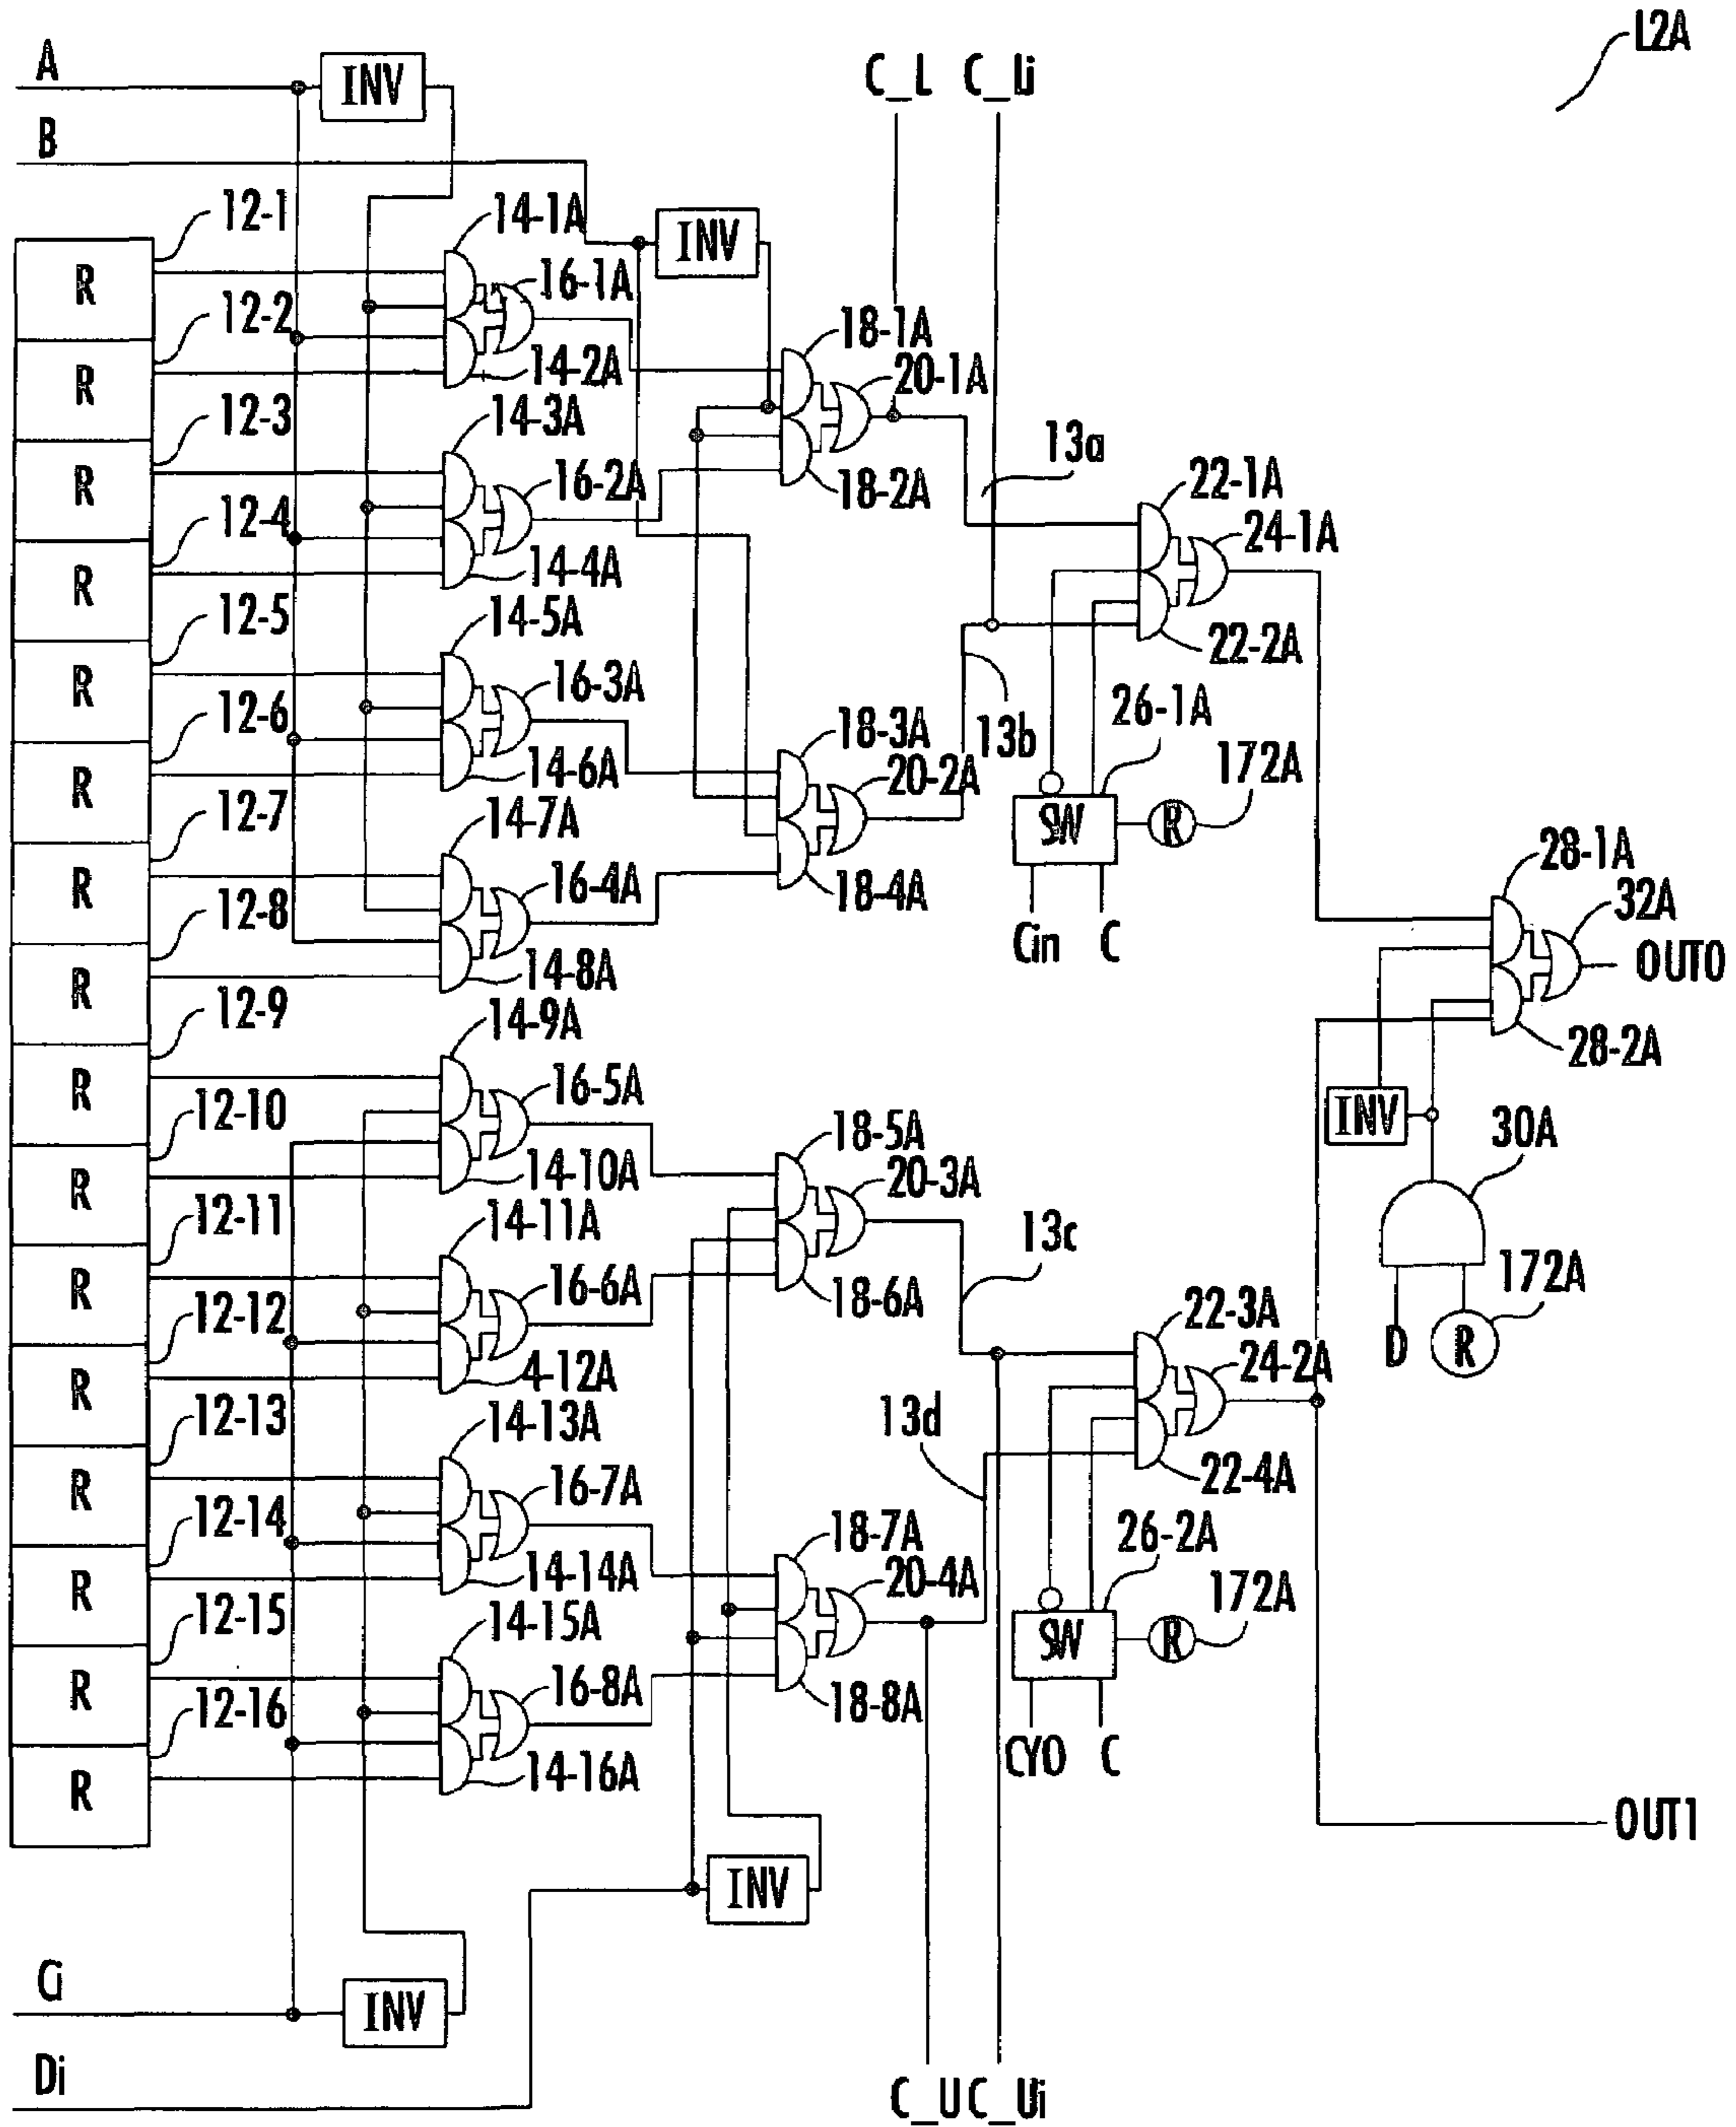 L2A
A
INV
C_L C_Li
B
12-1
14-1A
INV
R
16-1A
12-2
18-1A
R
14-2A
20-1A
12-3
14-3A
13a
R
16-2A
18-2A
22-1A
12-4
24-1A
R
14-4A
12-5
14-5A
22-2A
R
16-3A
26-1A
12-6
18-3A
13b
172A
R
14-6A
20-2A
12-7
14-7A
SW
R
28-1A
R
16-4A
18-4A
32A
12-8
Cin C
OUT0
R
14-8A
12-9
14-9A
28-2A
R
16-5A
INV
12-10
18-5A
30A
R
14-10A
20-3A
12-11
14-11A
13c
R
16-6A
18-6A
172A
12-12
22-3A
D
R
R
4-12A
24-2A
12-13
14-13A
13d
R
16-7A
22-4A
12-14
18-7A
26-2A
R
14-14A
20-4A
172A
12-15
14-15A
SW
R
R
16-8A
18-8A
12-16
CYO C
R
14-16A
OUT1
INV
Ci
INV
Di
C_U C_Ui